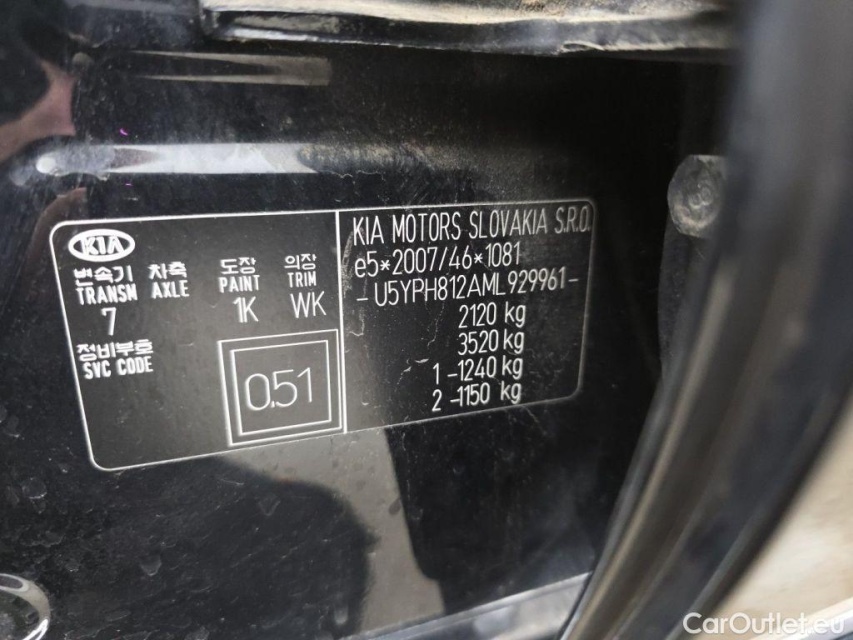 KIA
변속기 차축 도장 의장
TRANSM AXLE PAINT TRIM
7 1K WK
정비부호
SVC CODE
0.51
KIA MOTORS SLOVAKIA S.R.O.
e5*2007/46*1081
-U5YPH812AML929961-
2120 kg
3520 kg
1 -1240 kg
2 -1150 kg
CarOutlet.eu